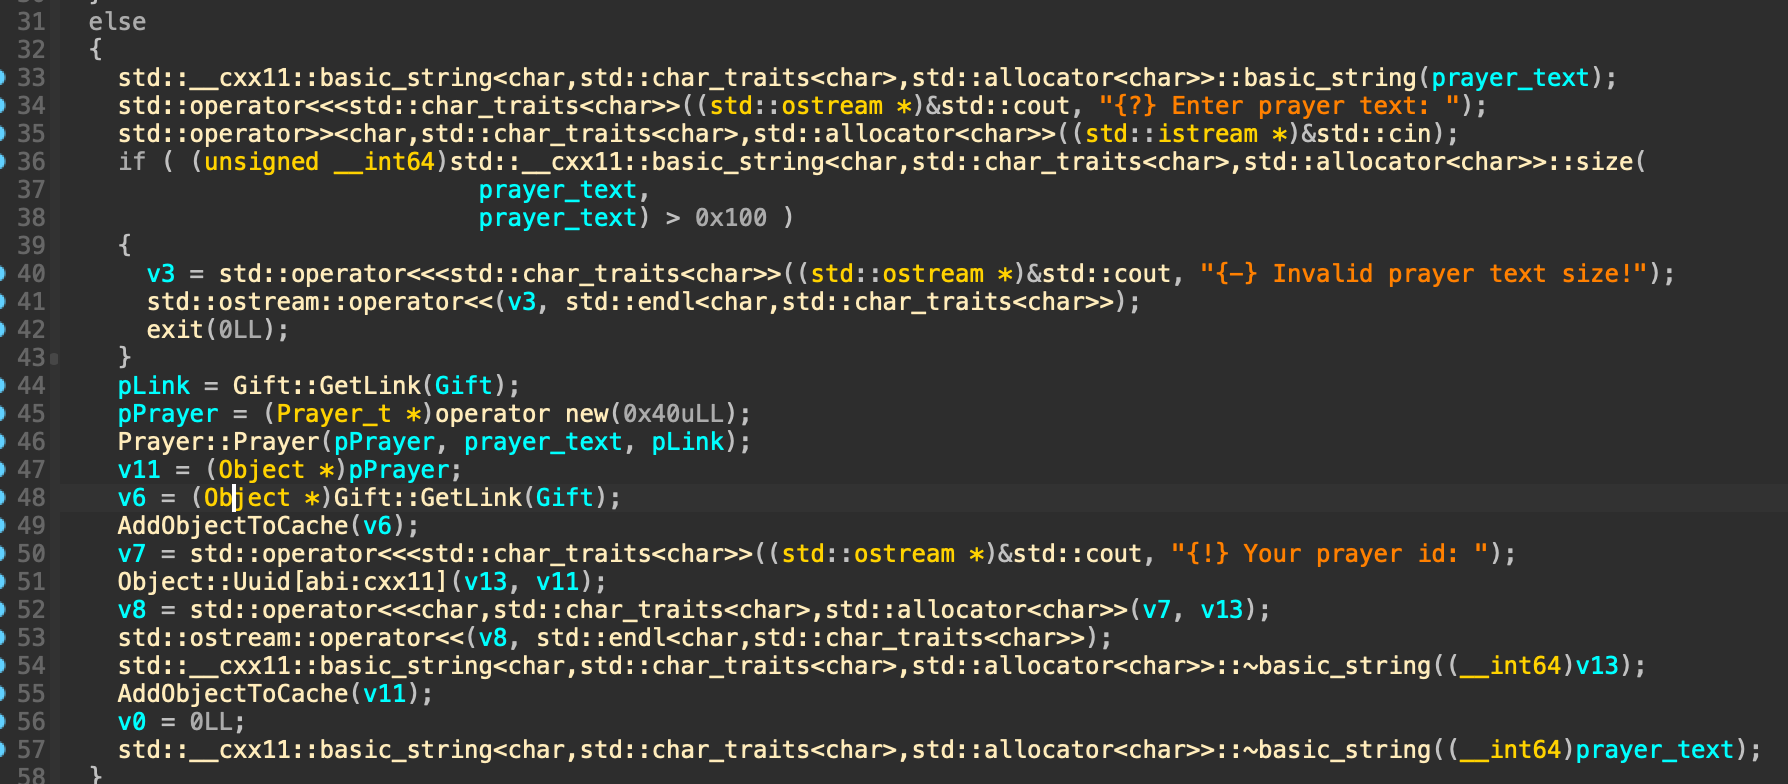 31 else
32 {
33 std::__cxx11::basic_string<char,std::char_traits<char>,std::allocator<char>>::basic_string(prayer_text);
34 std::operator<<<std::char_traits<char>>((std::ostream *)&std::cout, "{?} Enter prayer text: ");
35 std::operator>><char,std::char_traits<char>,std::allocator<char>>((std::istream *)&std::cin);
36 if ( (unsigned __int64)std::__cxx11::basic_string<char,std::char_traits<char>,std::allocator<char>>::size(
37 prayer_text,
38 prayer_text) > 0x100 )
39 {
40 v3 = std::operator<<<std::char_traits<char>>((std::ostream *)&std::cout, "{-} Invalid prayer text size!");
41 std::ostream::operator<<(v3, std::endl<char,std::char_traits<char>>);
42 exit(0LL);
43 }
44 pLink = Gift::GetLink(Gift);
45 pPrayer = (Prayer_t *)operator new(0x40uLL);
46 Prayer::Prayer(pPrayer, prayer_text, pLink);
47 v11 = (Object *)pPrayer;
48 v6 = (Object *)Gift::GetLink(Gift);
49 AddObjectToCache(v6);
50 v7 = std::operator<<<std::char_traits<char>>((std::ostream *)&std::cout, "{!} Your prayer id: ");
51 Object::Uuid[abi:cxx11](v13, v11);
52 v8 = std::operator<<<char,std::char_traits<char>,std::allocator<char>>(v7, v13);
53 std::ostream::operator<<(v8, std::endl<char,std::char_traits<char>>);
54 std::__cxx11::basic_string<char,std::char_traits<char>,std::allocator<char>>::~basic_string((__int64)v13);
55 AddObjectToCache(v11);
56 v0 = 0LL;
57 std::__cxx11::basic_string<char,std::char_traits<char>,std::allocator<char>>::~basic_string((__int64)prayer_text);
58 }